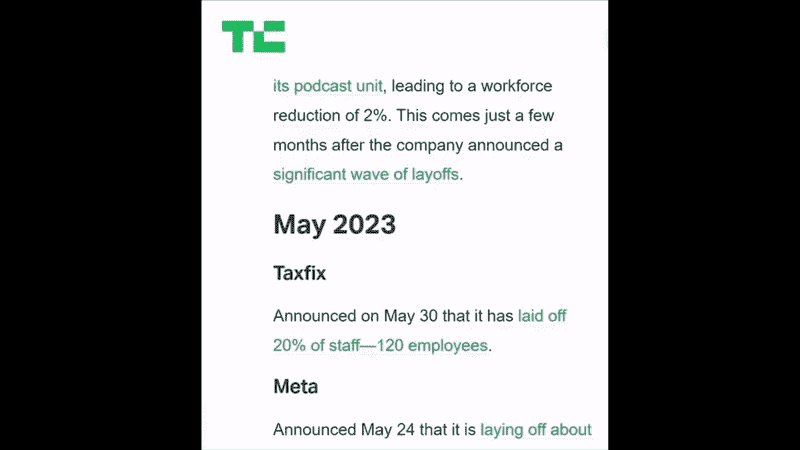 TC
its podcast unit, leading to a workforce
reduction of 2%. This comes just a few
months after the company announced a
significant wave of layoffs.
May 2023
Taxfix
Announced on May 30 that it has laid off
20% of staff—120 employees.
Meta
Announced May 24 that it is laying off about